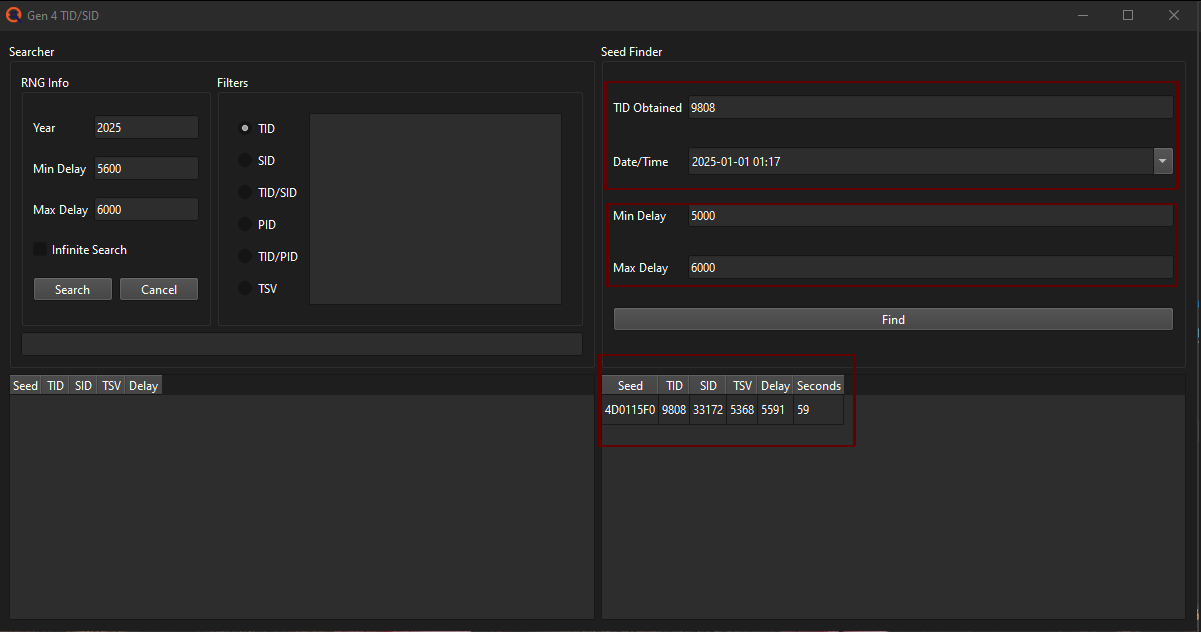 Gen 4 TID/SID
Searcher
RNG Info
Year 2025
Min Delay 5600
Max Delay 6000
Infinite Search
Search Cancel
Filters
TID
SID
TID/SID
PID
TID/PID
TSV
Seed TID SID TSV Delay
Seed Finder
TID Obtained 9808
Date/Time 2025-01-01 01:17
Min Delay 5000
Max Delay 6000
Find
Seed TID SID TSV Delay Seconds
4D0115F0 9808 33172 5368 5591 59